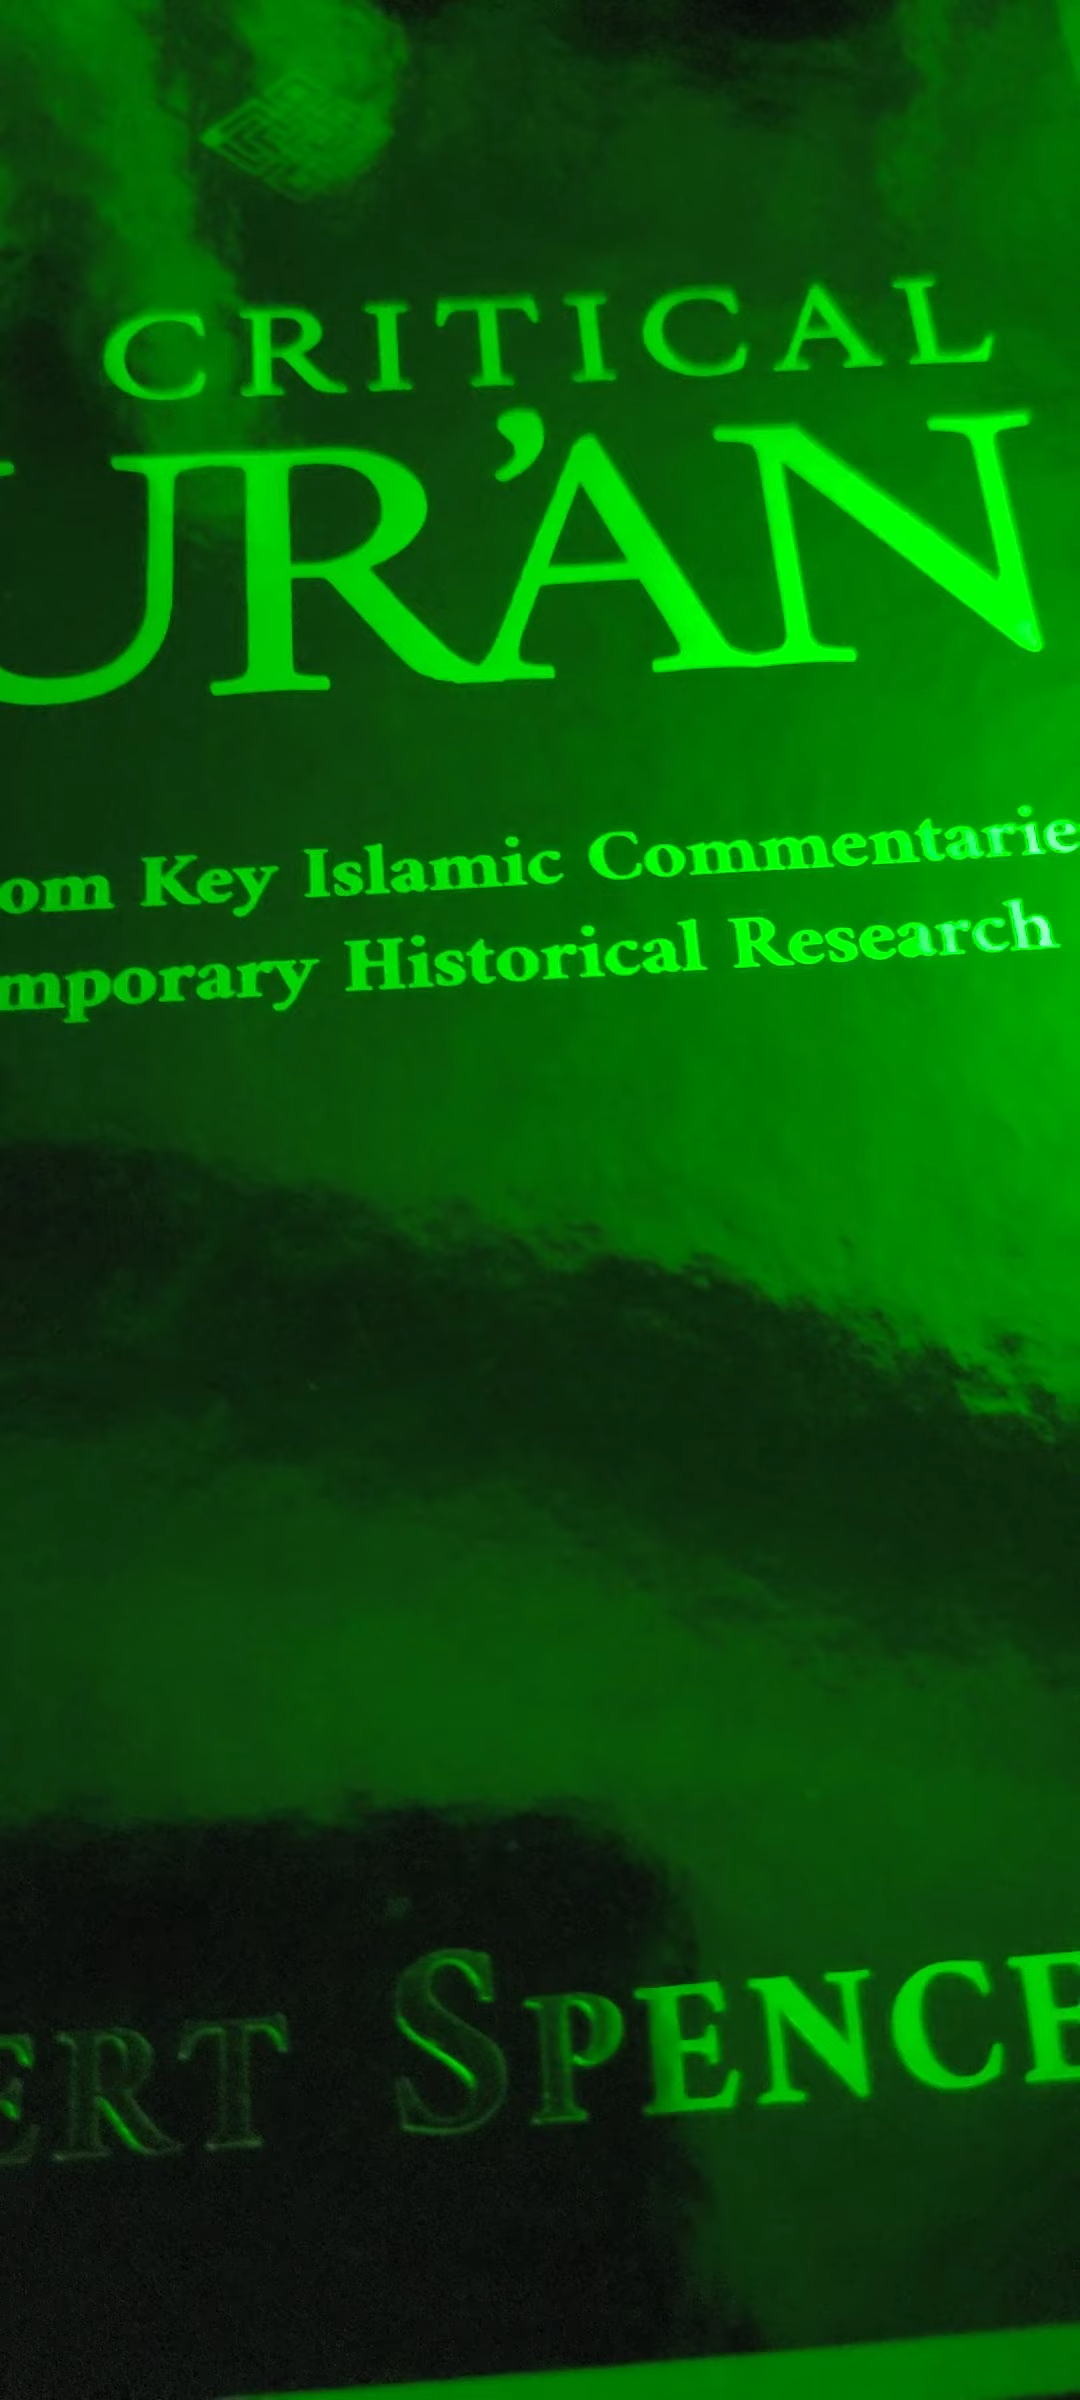 CRITICAL
UR'AN
om Key Islamic Commentarie
mporary Historical Research
ERT SPENCE